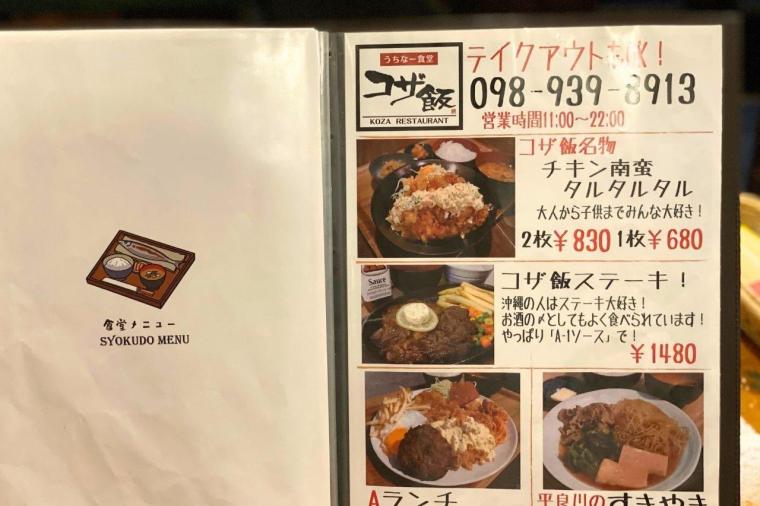 食堂メニュー
SYOKUDO MENU
うちなー食堂
コザ飯
KOZA RESTAURANT
テイクアウトもOK!
098-939-8913
営業時間11:00〜22:00
コザ飯名物
チキン南蛮
タルタルタル
大人から子供までみんな大好き!
2枚¥830 1枚¥680
Sauce
コザ飯ステーキ!
沖縄の人はステーキ大好き!
お酒の〆としてもよく食べられています!
やっぱり「A-1ソース」で!
¥1480
Aランチ
平良川のすきやき